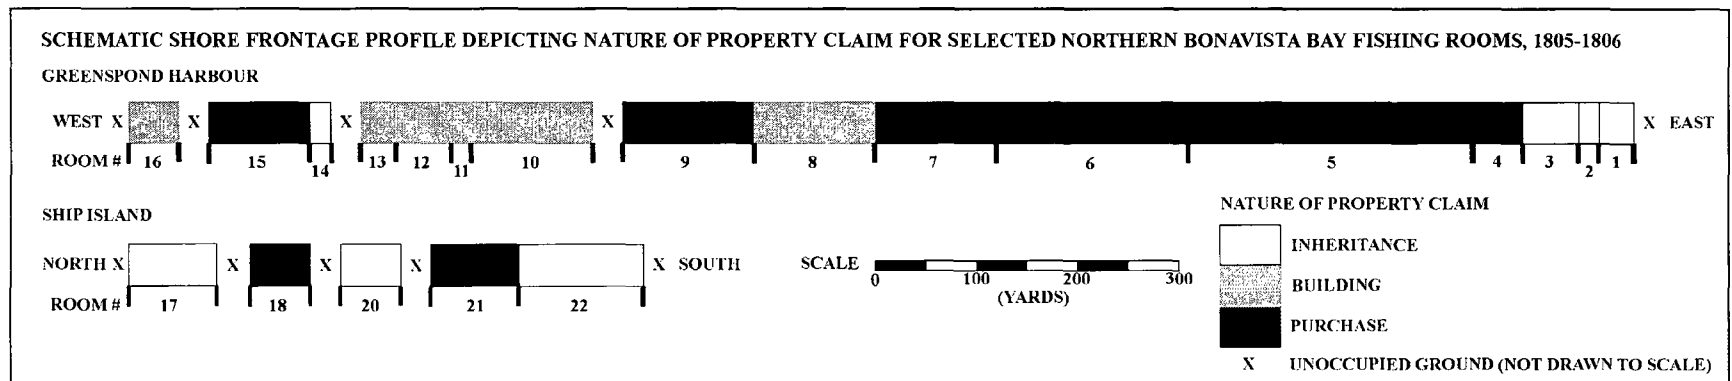 SCHEMATIC SHORE FRONTAGE PROFILE DEPICTING NATURE OF PROPERTY CLAIM FOR SELECTED NORTHERN BONAVISTA BAY FISHING ROOMS, 1805-1806
GREENSPOND HARBOUR
WEST X X X X X EAST
ROOM # 16 15 14 13 12 11 10 9 8 7 6 5 4 3 2 1
SHIP ISLAND
NORTH X X X X X SOUTH
ROOM # 17 18 20 21 22
SCALE
0 100 200 300
(YARDS)
NATURE OF PROPERTY CLAIM
INHERITANCE
BUILDING
PURCHASE
X UNOCCUPIED GROUND (NOT DRAWN TO SCALE)